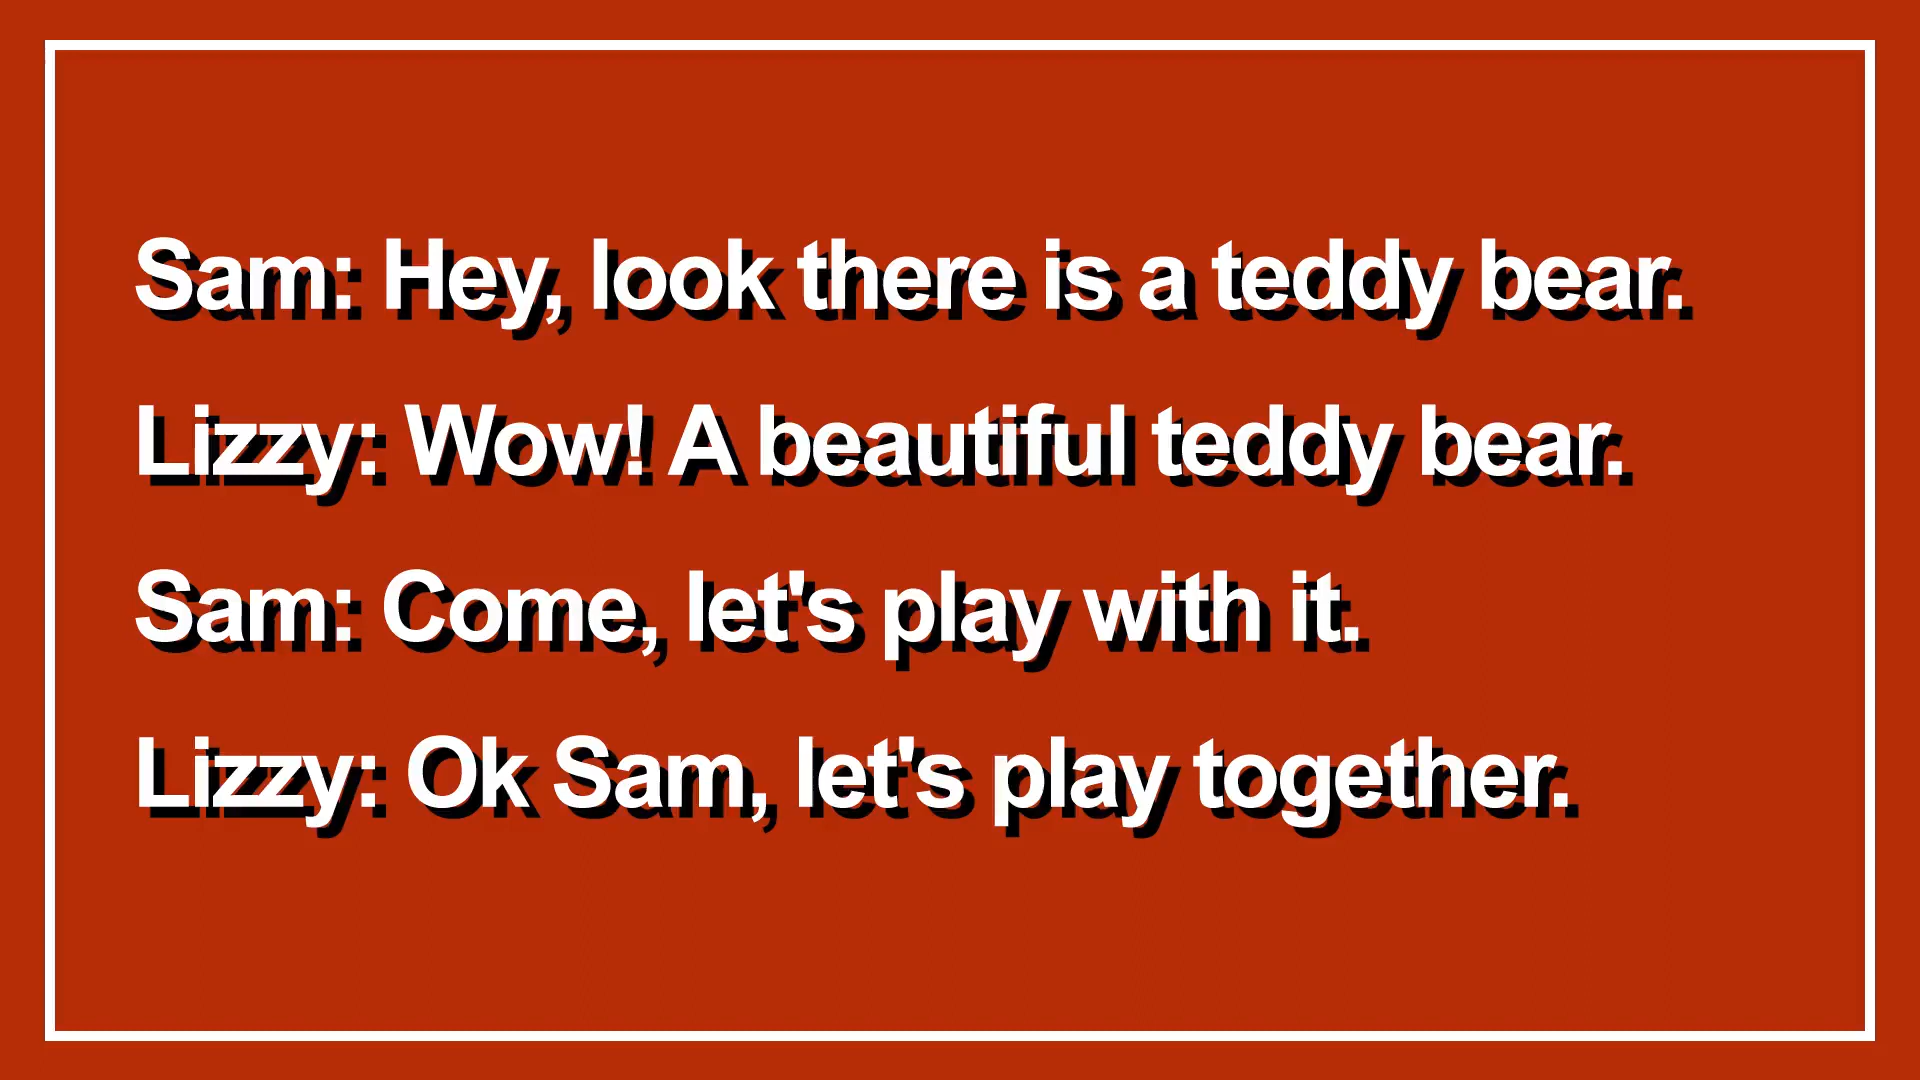 Sam: Hey, look there is a teddy bear.
Lizzy: Wow! A beautiful teddy bear.
Sam: Come, let's play with it.
Lizzy: Ok Sam, let's play together.